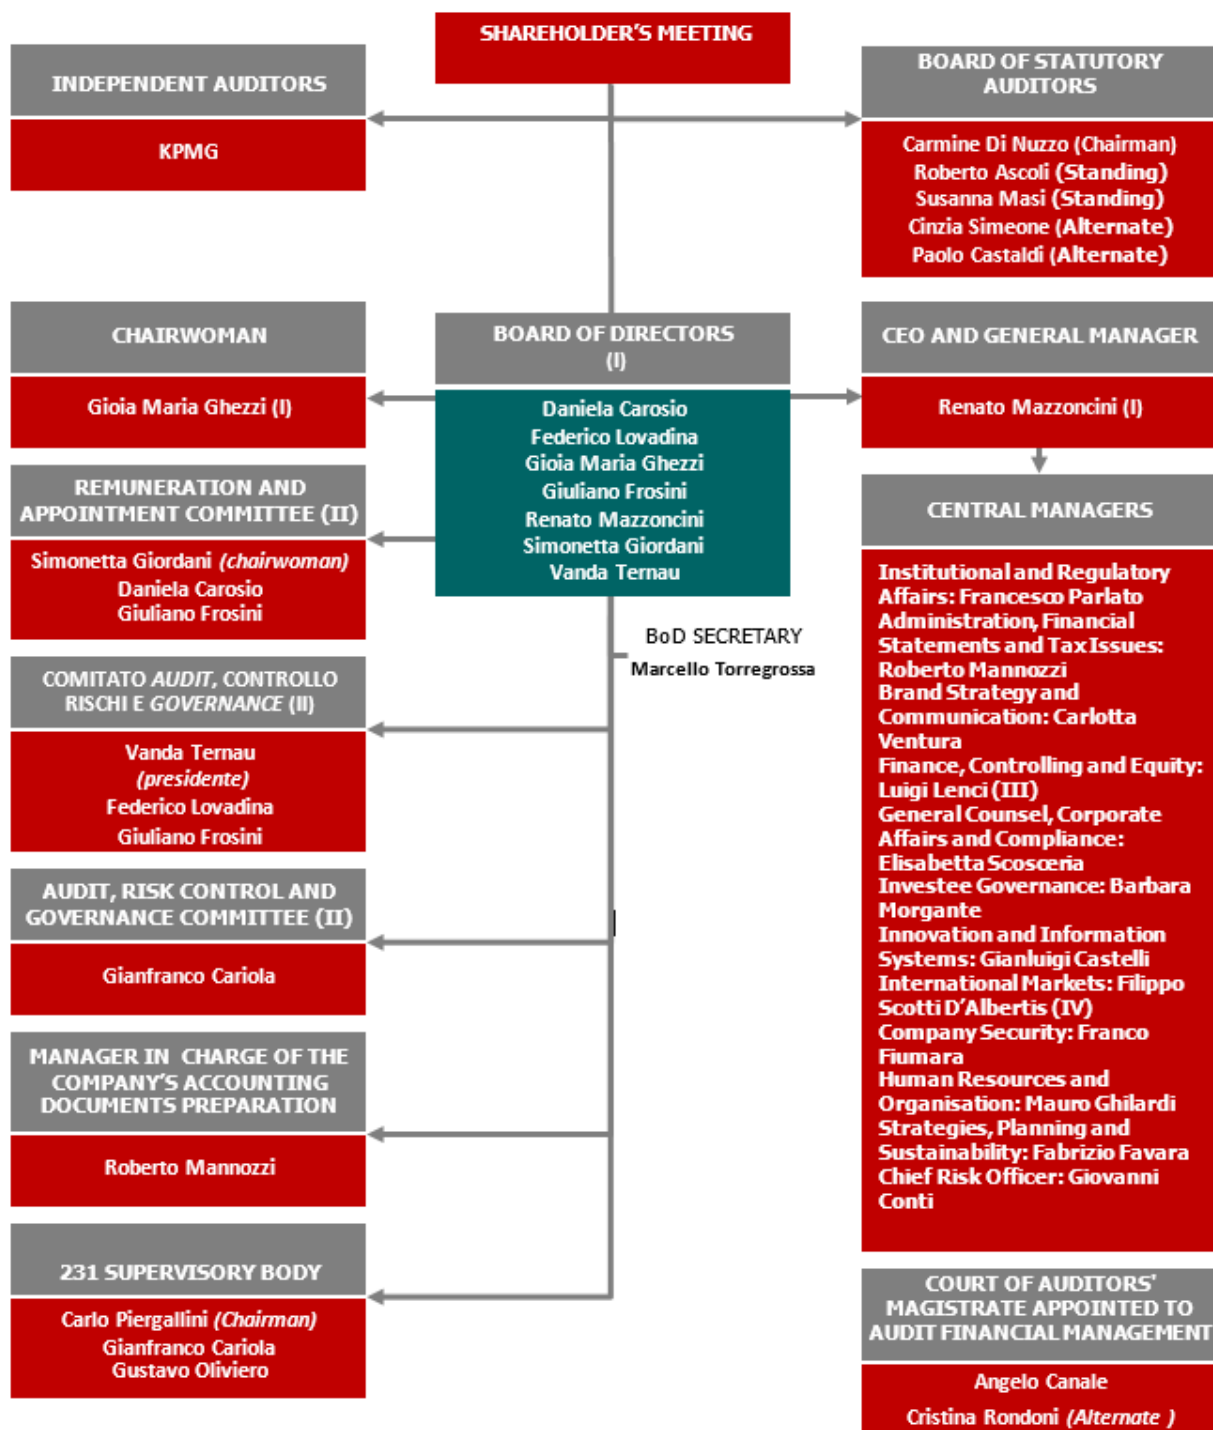 SHAREHOLDER'S MEETING
INDEPENDENT AUDITORS
KPMG
BOARD OF STATUTORY
AUDITORS
Carmine Di Nuzzo (Chairman)
Roberto Ascoli (Standing)
Susanna Masi (Standing)
Cinzia Simeone (Alternate)
Paolo Castaldi (Alternate)
CHAIRWOMAN
Gioia Maria Ghezzi (I)
BOARD OF DIRECTORS
(I)
Daniela Carosio
Federico Lovadina
Gioia Maria Ghezzi
Giuliano Frosini
Renato Mazzoncini
Simonetta Giordani
Vanda Ternau
CEO AND GENERAL MANAGER
Renato Mazzoncini (I)
REMUNERATION AND
APPOINTMENT COMMITTEE (II)
Simonetta Giordani (chairwoman)
Daniela Carosio
Giuliano Frosini
BoD SECRETARY
Marcello Torregrossa
COMITATO AUDIT, CONTROLLO
RISCHI E GOVERNANCE (II)
Vanda Ternau
(presidente)
Federico Lovadina
Giuliano Frosini
AUDIT, RISK CONTROL AND
GOVERNANCE COMMITTEE (II)
Gianfranco Cariola
MANAGER IN CHARGE OF THE
COMPANY'S ACCOUNTING
DOCUMENTS PREPARATION
Roberto Mannozzi
231 SUPERVISORY BODY
Carlo Piergallini (Chairman)
Gianfranco Cariola
Gustavo Oliviero
CENTRAL MANAGERS
Institutional and Regulatory
Affairs: Francesco Parlato
Administration, Financial
Statements and Tax Issues:
Roberto Mannozzi
Brand Strategy and
Communication: Carlotta
Ventura
Finance, Controlling and Equity:
Luigi Lenci (III)
General Counsel, Corporate
Affairs and Compliance:
Elisabetta Scosceria
Investee Governance: Barbara
Morgante
Innovation and Information
Systems: Gianluigi Castelli
International Markets: Filippo
Scotti D'Albertis (IV)
Company Security: Franco
Fiumara
Human Resources and
Organisation: Mauro Ghilardi
Strategies, Planning and
Sustainability: Fabrizio Favara
Chief Risk Officer: Giovanni
Conti
COURT OF AUDITORS'
MAGISTRATE APPOINTED TO
AUDIT FINANCIAL MANAGEMENT
Angelo Canale
Cristina Rondoni (Alternate )